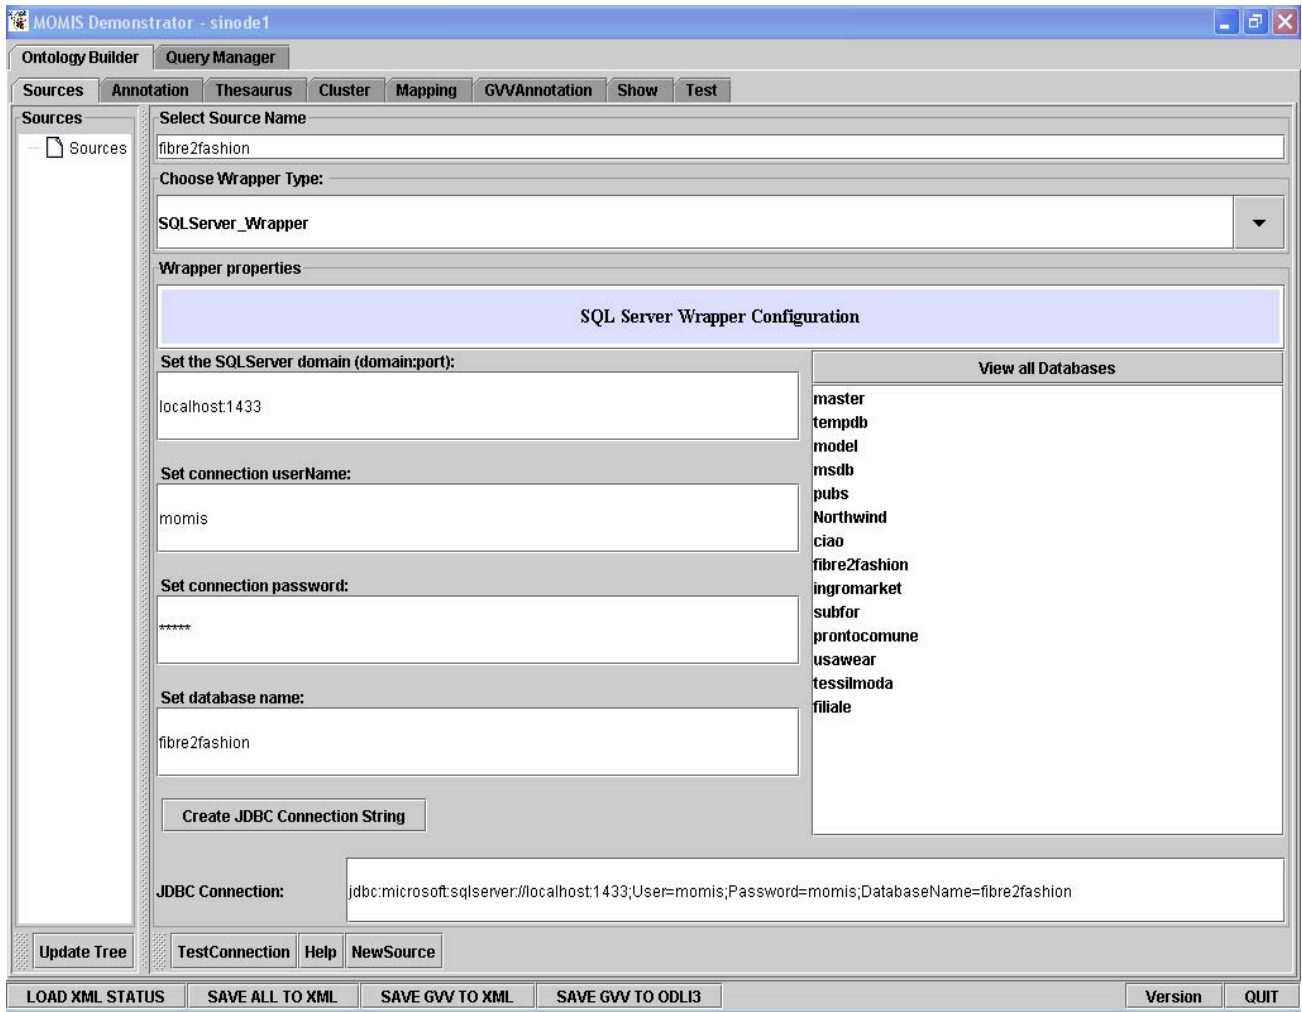 MOMIS Demonstrator - sinode1
Ontology Builder Query Manager
Sources Annotation Thesaurus Cluster Mapping GVVAnnotation Show Test
Sources
Sources
Select Source Name
fibre2fashion
Choose Wrapper Type:
SQLServer_Wrapper
Wrapper properties
SQL Server Wrapper Configuration
Set the SQLServer domain (domain:port):
localhost:1433
Set connection userName:
momis
Set connection password:
*****
Set database name:
fibre2fashion
Create JDBC Connection String
View all Databases
master
tempdb
model
msdb
pubs
Northwind
ciao
fibre2fashion
ingromarket
subfor
prontocomune
usawear
tessilmoda
filiale
JDBC Connection: jdbc:microsoft:sqlserver://localhost:1433;User=momis;Password=momis;DatabaseName=fibre2fashion
Update Tree TestConnection Help NewSource
LOAD XML STATUS SAVE ALL TO XML SAVE GVV TO XML SAVE GVV TO ODLI3 Version QUIT